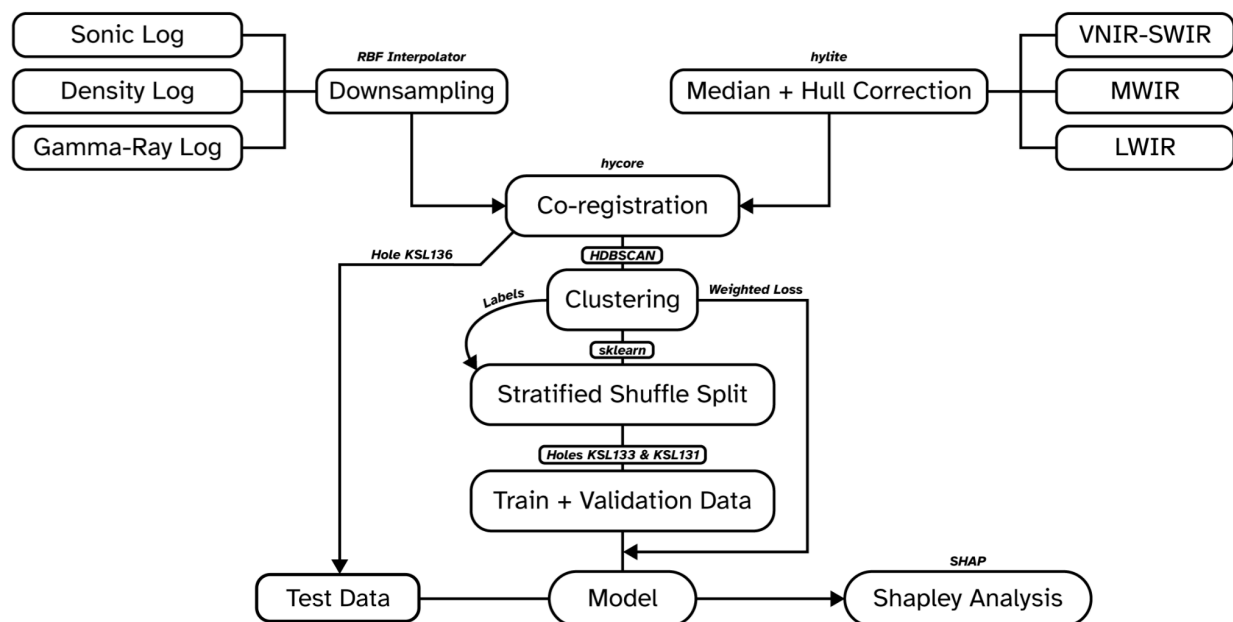 Sonic Log
Density Log
Gamma-Ray Log
RBF Interpolator
Downsampling
hylite
Median + Hull Correction
VNIR-SWIR
MWIR
LWIR
hycore
Co-registration
Hole KSL136
HDBSCAN
Clustering
Labels
Weighted Loss
sklearn
Stratified Shuffle Split
Holes KSL133 & KSL131
Train + Validation Data
Test Data
Model
SHAP
Shapley Analysis